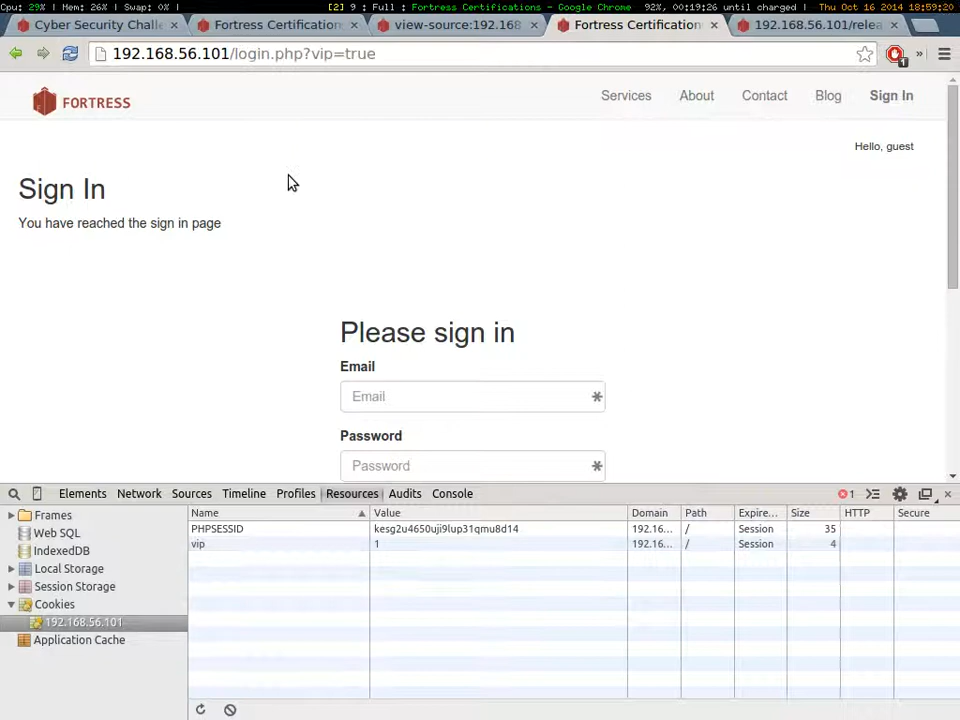 Cpu: 29% | Mem: 26% | Swap: 0% | [2] 9 : Full : Fortress Certifications - Google Chrome 92%, 00:19:26 until charged | Thu Oct 16 2014 18:59:20
Cyber Security Challe × Fortress Certification × view-source:192.168 × Fortress Certification × 192.168.56.101/relea ×
192.168.56.101/login.php?vip=true 1 »
FORTRESS Services About Contact Blog Sign In
Hello, guest
Sign In
You have reached the sign in page
Please sign in
Email
Email
Password
Password
Elements Network Sources Timeline Profiles Resources Audits Console 1
Frames
Web SQL
IndexedDB
Local Storage
Session Storage
Cookies
192.168.56.101
Application Cache
Name Value Domain Path Expire... Size HTTP Secure
PHPSESSID kesg2u4650uji9lup31qmu8d14 192.16... / Session 35
vip 1 192.16... / Session 4